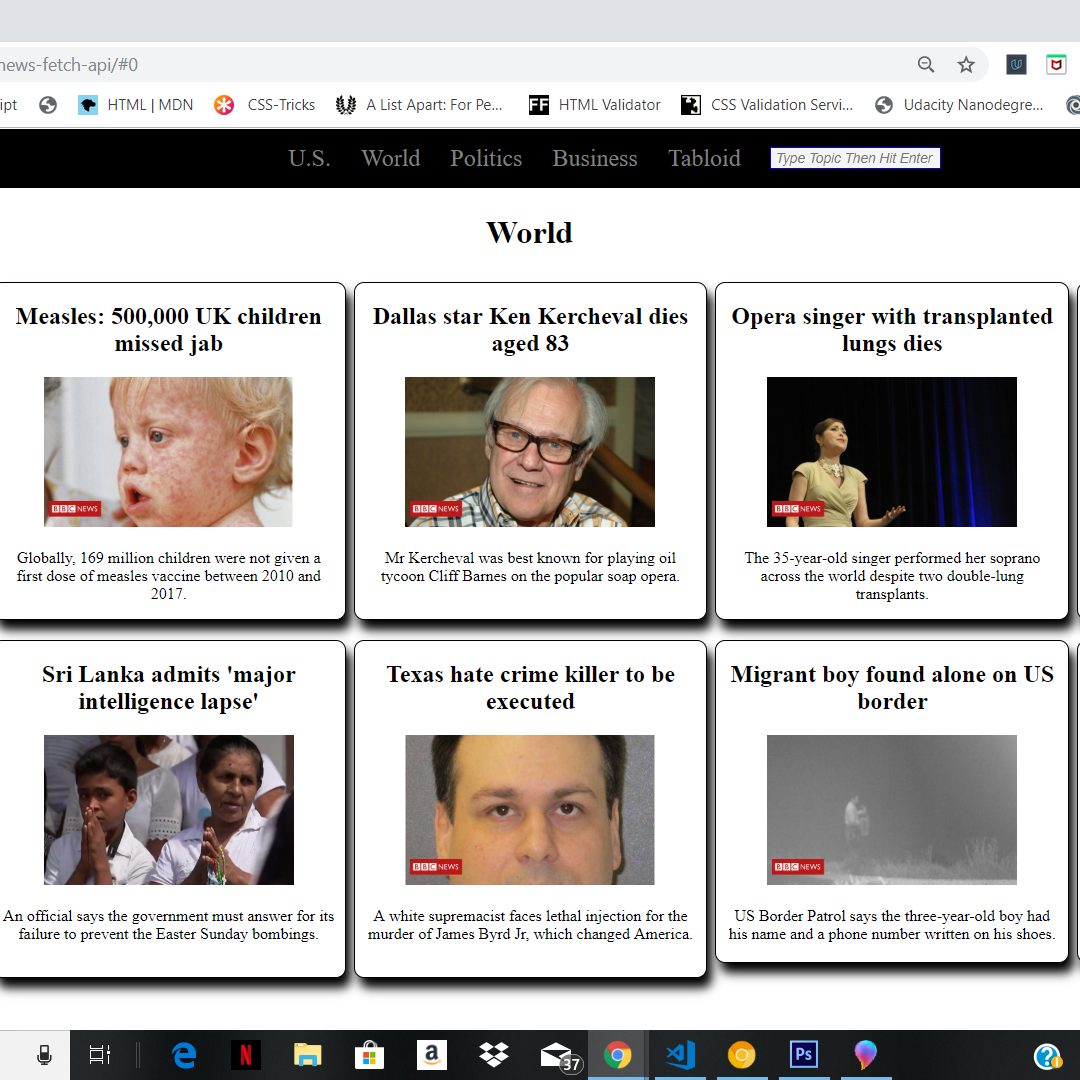 news-fetch-api/#0
ipt HTML | MDN CSS-Tricks A List Apart: For Pe... FF HTML Validator CSS Validation Servi... Udacity Nanodegre...
U.S. World Politics Business Tabloid Type Topic Then Hit Enter
World
Measles: 500,000 UK children
missed jab
BBC NEWS
Globally, 169 million children were not given a
first dose of measles vaccine between 2010 and
2017.
Dallas star Ken Kercheval dies
aged 83
BBC NEWS
Mr Kercheval was best known for playing oil
tycoon Cliff Barnes on the popular soap opera.
Opera singer with transplanted
lungs dies
BBC NEWS
The 35-year-old singer performed her soprano
across the world despite two double-lung
transplants.
Sri Lanka admits 'major
intelligence lapse'
An official says the government must answer for its
failure to prevent the Easter Sunday bombings.
Texas hate crime killer to be
executed
BBC NEWS
A white supremacist faces lethal injection for the
murder of James Byrd Jr, which changed America.
Migrant boy found alone on US
border
BBC NEWS
US Border Patrol says the three-year-old boy had
his name and a phone number written on his shoes.
N a 37 Ps ?